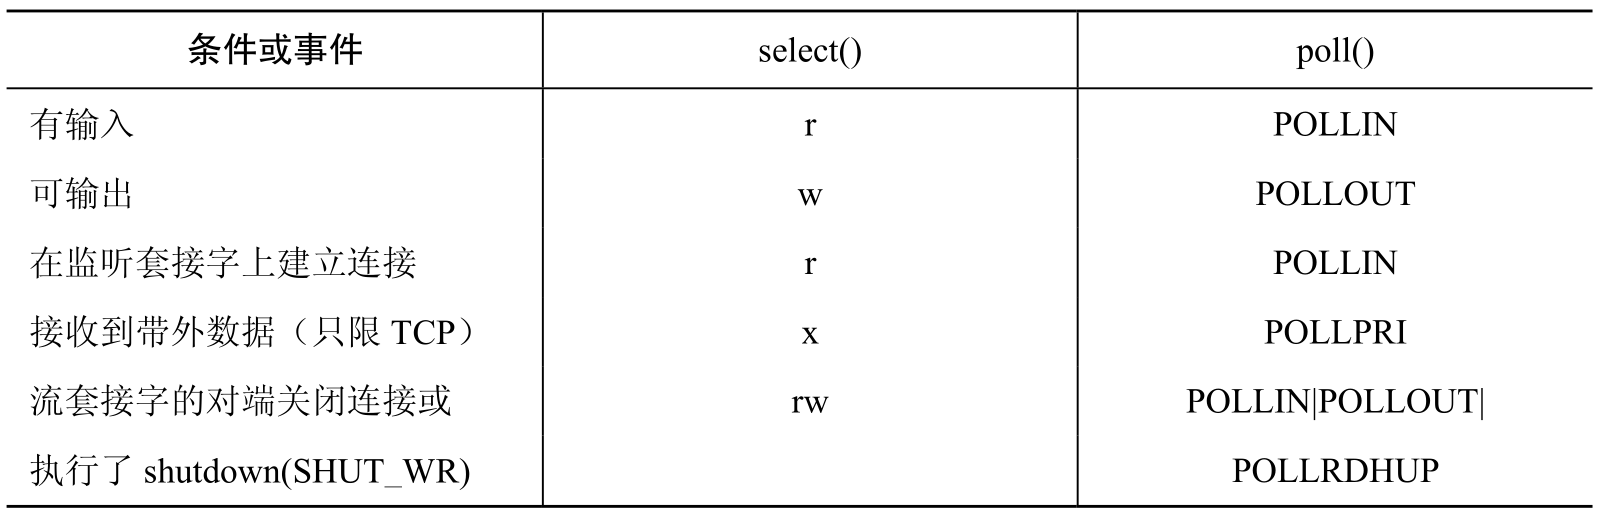 条件或事件 select() poll()
有输入 r POLLIN
可输出 w POLLOUT
在监听套接字上建立连接 r POLLIN
接收到带外数据（只限 TCP） x POLLPRI
流套接字的对端关闭连接或 rw POLLIN|POLLOUT|
执行了 shutdown(SHUT_WR) POLLRDHUP